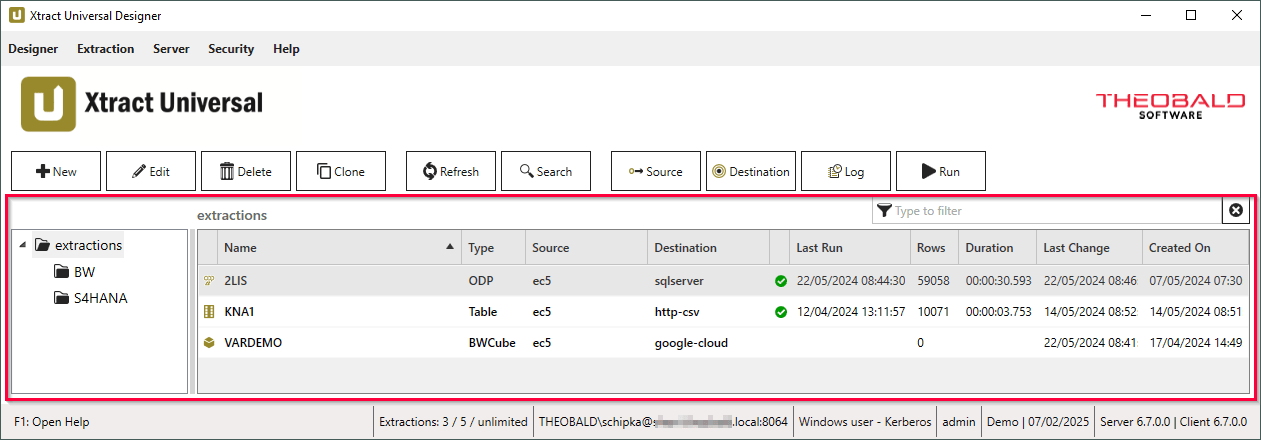 Xtract Universal Designer
Designer Extraction Server Security Help
Xtract Universal
THEOBALD
SOFTWARE
New Edit Delete Clone Refresh Search Source Destination Log Run
extractions Type to filter
extractions
BW
S4HANA
Name Type Source Destination Last Run Rows Duration Last Change Created On
2LIS ODP ec5 sqlserver 22/05/2024 08:44:30 59058 00:00:30.593 22/05/2024 08:46 07/05/2024 07:30
KNA1 Table ec5 http-csv 12/04/2024 13:11:57 10071 00:00:03.753 14/05/2024 08:52 14/05/2024 08:51
VARDEMO BWCube ec5 google-cloud 0 22/05/2024 08:41 17/04/2024 14:49
F1: Open Help Extractions: 3 / 5 / unlimited THEOBALD\schipka@ .local:8064 Windows user - Kerberos admin Demo | 07/02/2025 Server 6.7.0.0 | Client 6.7.0.0